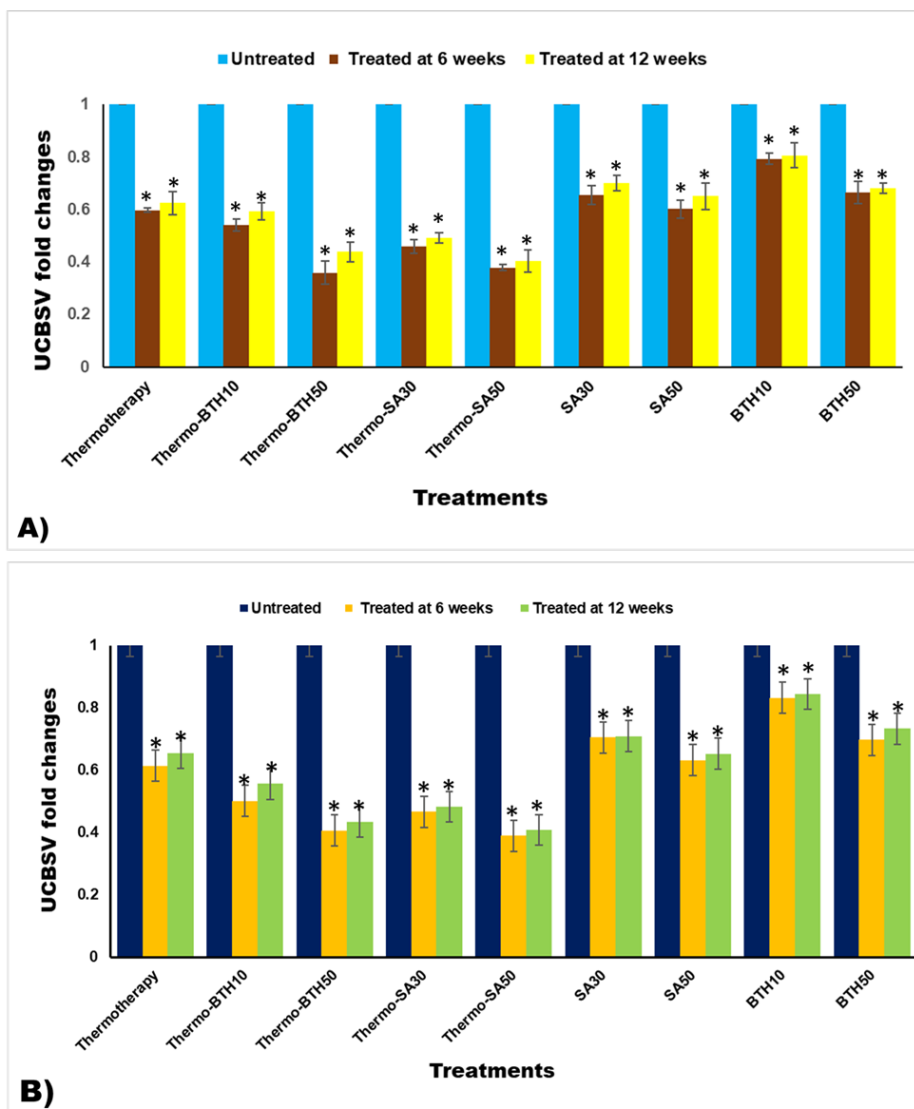 Untreated Treated at 6 weeks Treated at 12 weeks
UCBSV fold changes
1
0.8
0.6
0.4
0.2
0
* * * * * * * * * * * * * * * * * *
Thermotherapy Thermo-BTH10 Thermo-BTH50 Thermo-SA30 Thermo-SA50 SA30 SA50 BTH10 BTH50
Treatments
A)
Untreated Treated at 6 weeks Treated at 12 weeks
UCBSV fold changes
1
0.8
0.6
0.4
0.2
0
* * * * * * * * * * * * * * * * * *
Thermotherapy Thermo-BTH10 Thermo-BTH50 Thermo-SA30 Thermo-SA50 SA30 SA50 BTH10 BTH50
Treatments
B)